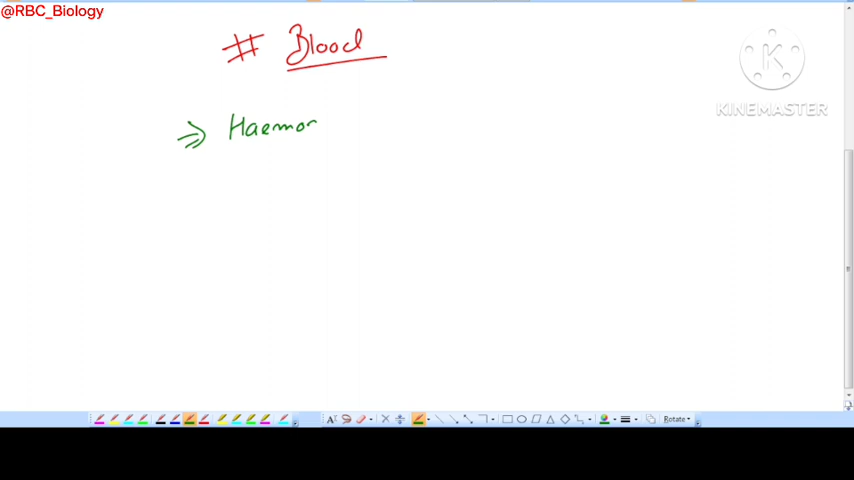 @RBC_Biology
# Blood
KINEMASTER
⇒ Haemor
Rotate